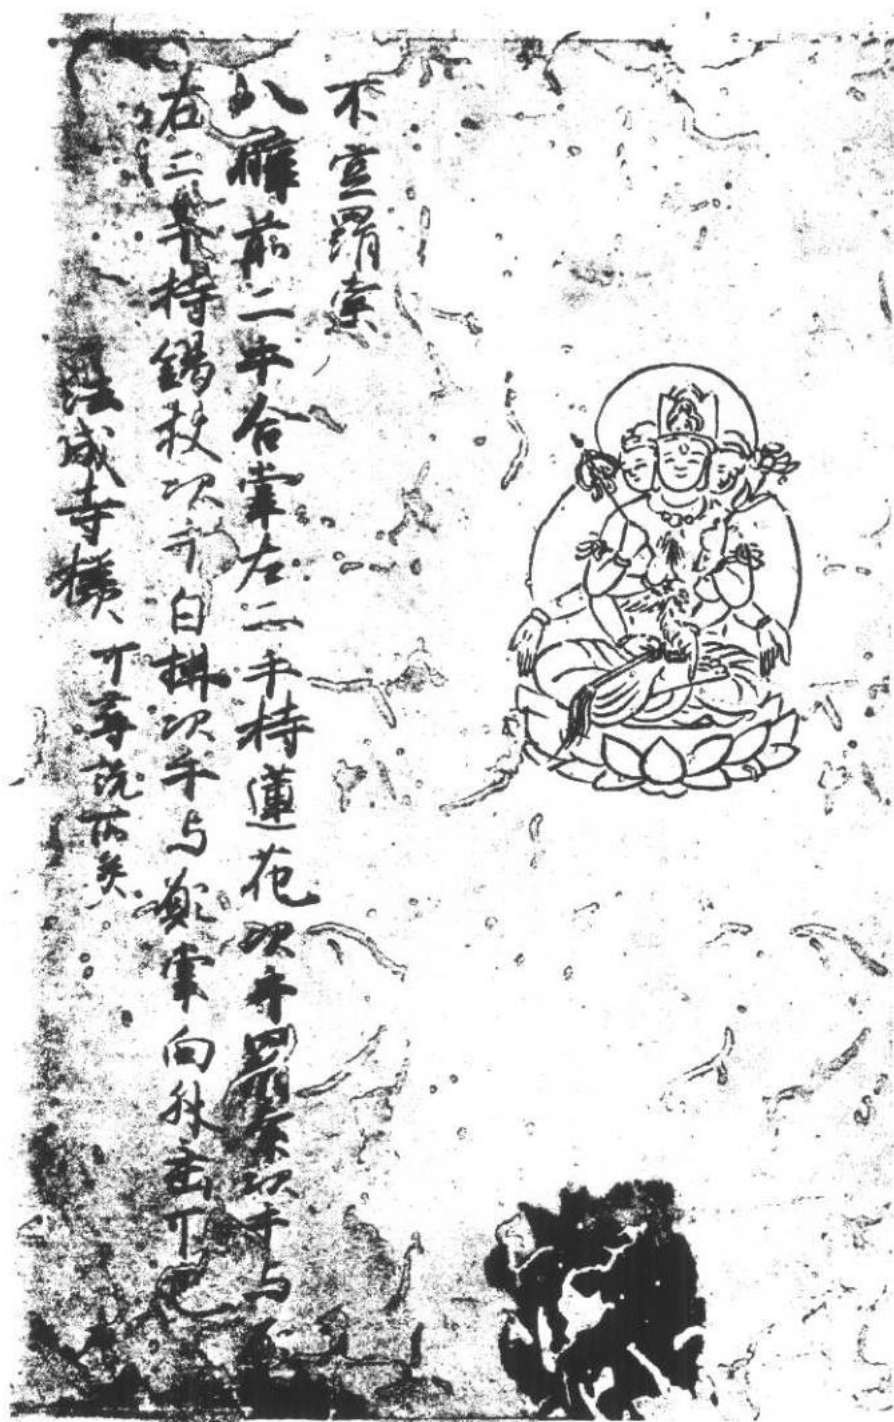 不空羂索
八臂前二手合掌左二手持蓮花次手羂索次手与
右二手持錫杖次手白拂次手与願掌向外垂下也
法成寺様、